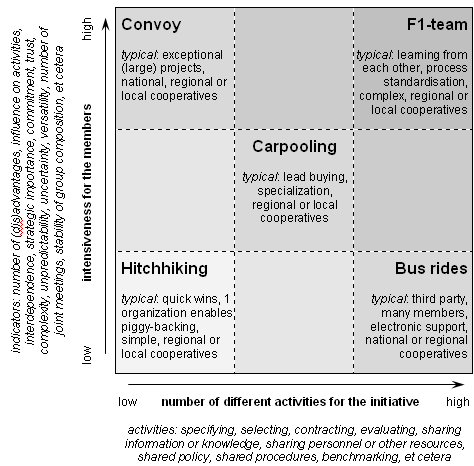 Convoy
typical: exceptional
(large) projects,
national, regional or
local cooperatives
F1-team
typical: learning from
each other, process
standardisation,
complex, regional or
local cooperatives
Carpooling
typical: lead buying,
specialization,
regional or local
cooperatives
Hitchhiking
typical: quick wins, 1
organization enables
piggy-backing,
simple, regional or
local cooperatives
Bus rides
typical: third party,
many members,
electronic support,
national or regional
cooperatives
indicators: number of (dis)advantages, influence on activities,
interdependence, strategic importance, commitment, trust,
complexity, unpredictability, uncertainty, versatility, number of
joint meetings, stability of group composition, et cetera
low
intensiveness for the members
high
low
number of different activities for the initiative
high
activities: specifying, selecting, contracting, evaluating, sharing
information or knowledge, sharing personnel or other resources,
shared policy, shared procedures, benchmarking, et cetera